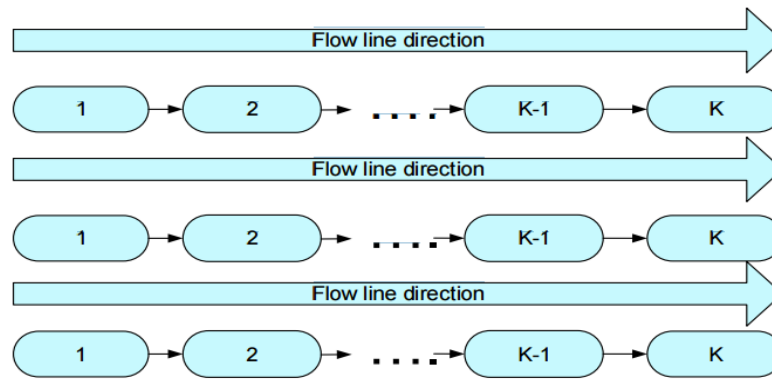 Flow line direction
1 2 .... K-1 K
Flow line direction
1 2 .... K-1 K
Flow line direction
1 2 .... K-1 K